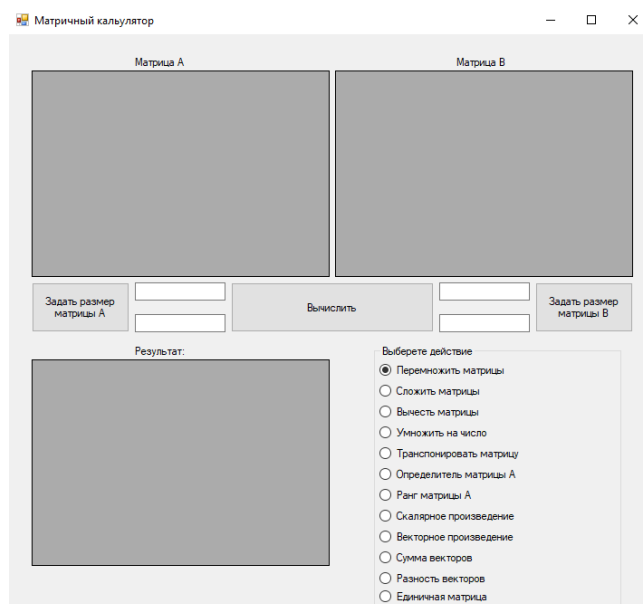 Матричный кальулятор
Матрица А
Матрица В
Задать размер
матрицы А
Вычислить
Задать размер
матрицы В
Результат:
Выберете действие
Перемножить матрицы
Сложить матрицы
Вычесть матрицы
Умножить на число
Транспонировать матрицу
Определитель матрицы А
Ранг матрицы А
Скалярное произведение
Векторное произведение
Сумма векторов
Разность векторов
Единичная матрица